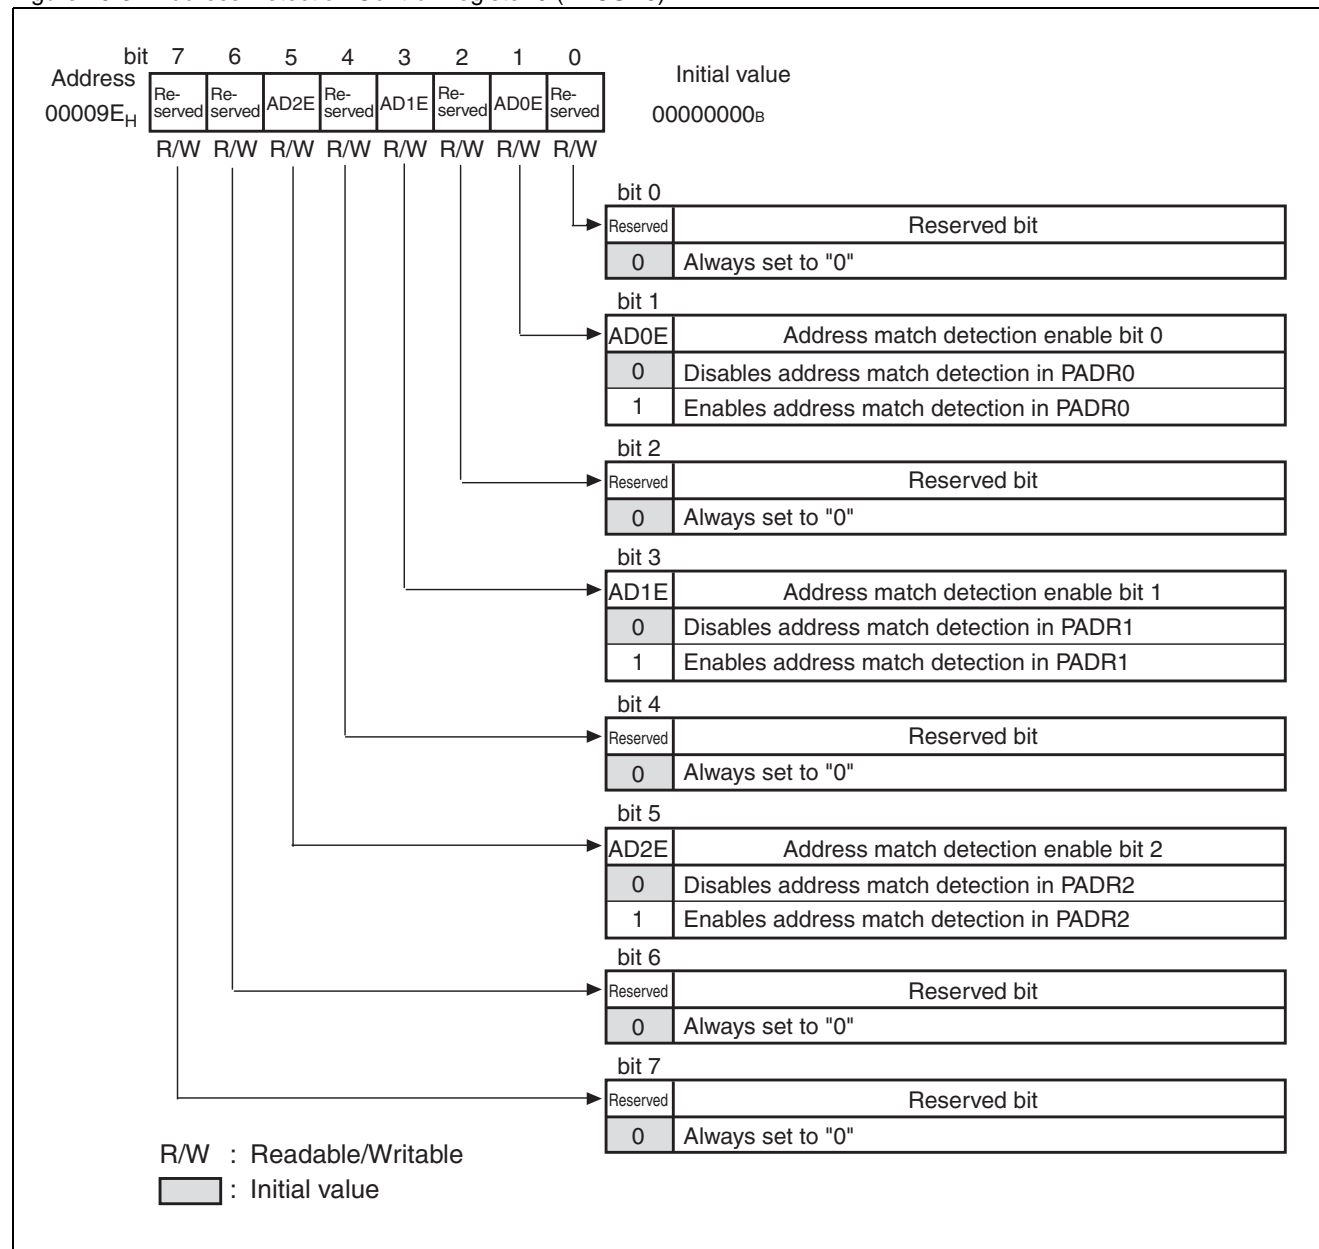 bit 7 6 5 4 3 2 1 0
Address
Initial value
00009EH
Re-served Re-served AD2E Re-served AD1E Re-served AD0E Re-served
00000000B
R/W R/W R/W R/W R/W R/W R/W R/W
bit 0
Reserved Reserved bit
0 Always set to "0"
bit 1
AD0E Address match detection enable bit 0
0 Disables address match detection in PADR0
1 Enables address match detection in PADR0
bit 2
Reserved Reserved bit
0 Always set to "0"
bit 3
AD1E Address match detection enable bit 1
0 Disables address match detection in PADR1
1 Enables address match detection in PADR1
bit 4
Reserved Reserved bit
0 Always set to "0"
bit 5
AD2E Address match detection enable bit 2
0 Disables address match detection in PADR2
1 Enables address match detection in PADR2
bit 6
Reserved Reserved bit
0 Always set to "0"
bit 7
Reserved Reserved bit
0 Always set to "0"
R/W : Readable/Writable
: Initial value